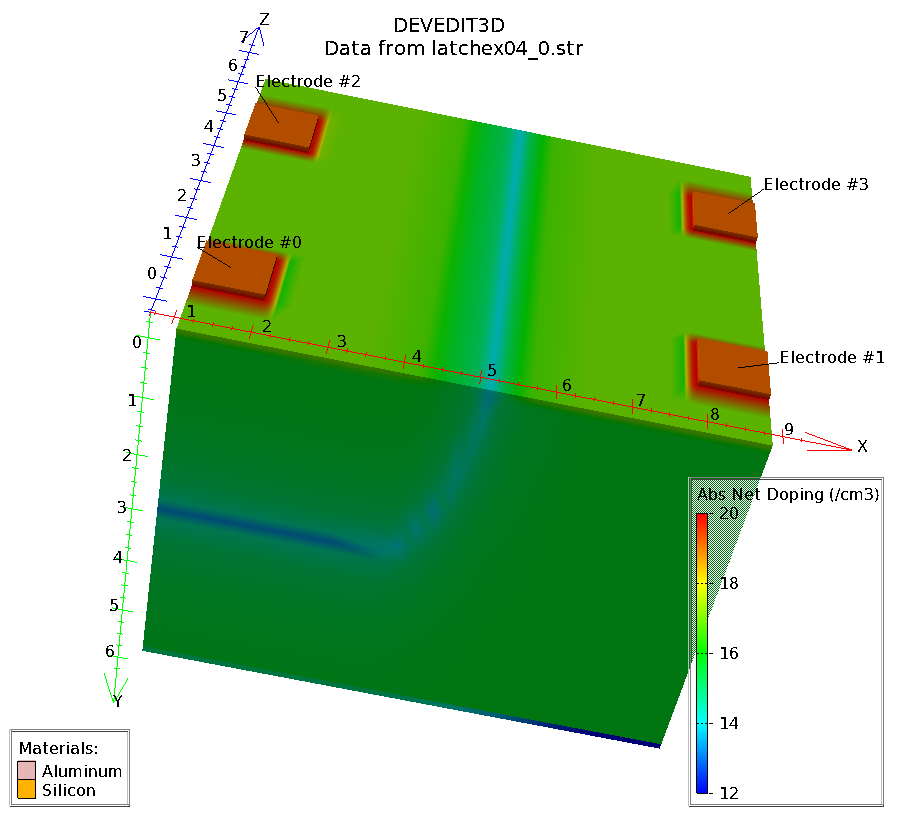 DEVEDIT3D
Data from latchex04_0.str
Z
7
6
5
4
3
2
1
0
Electrode #2
Electrode #3
Electrode #0
Electrode #1
1
2
3
4
5
6
7
8
9
X
0
1
2
3
4
5
6
Y
Abs Net Doping (/cm3)
20
18
16
14
12
Materials:
Aluminum
Silicon